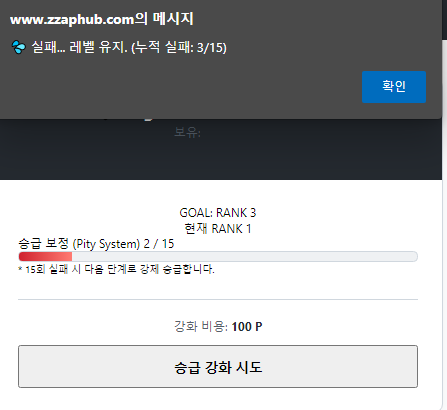 www.zzaphub.com의 메시지
💦 실패... 레벨 유지. (누적 실패: 3/15)
확인
보유:
GOAL: RANK 3
현재 RANK 1
승급 보정 (Pity System) 2 / 15
* 15회 실패 시 다음 단계로 강제 승급합니다.
강화 비용: 100 P
승급 강화 시도